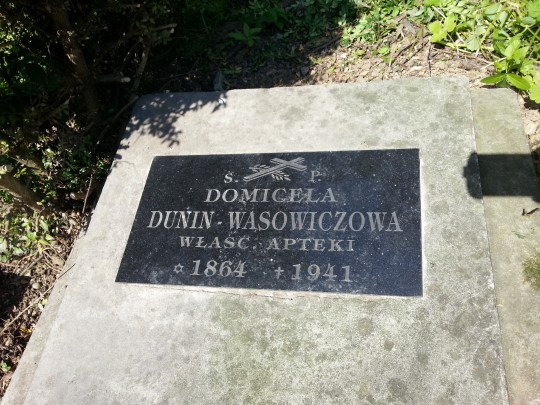 S. P.
DOMICELA
DUNIN-WĄSOWICZOWA
WŁAŚC. APTEKI
✡ 1864 + 1941